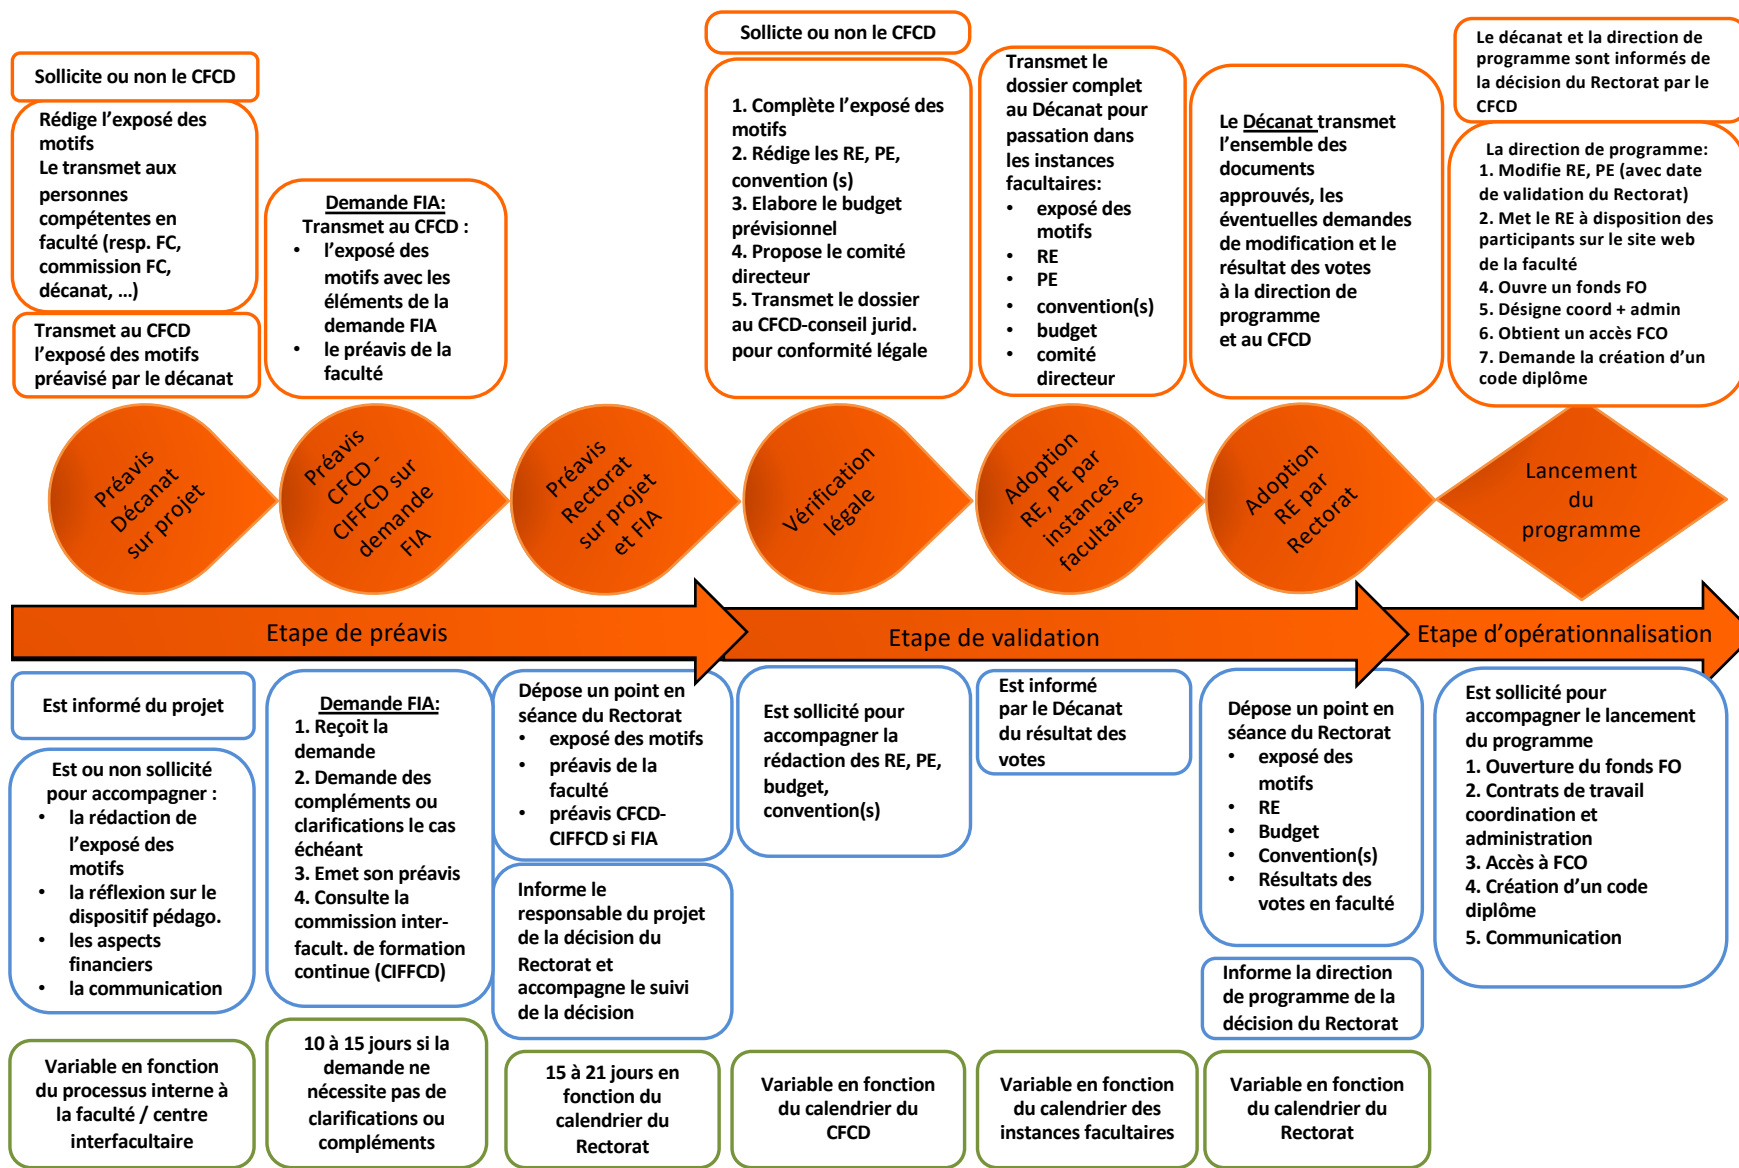 Sollicite ou non le CFCD
Rédige l'exposé des
motifs
Le transmet aux
personnes
compétentes en
faculté (resp. FC,
commission FC,
décanat, ...)
Transmet au CFCD
l'exposé des motifs
préavisé par le décanat
Demande FIA:
Transmet au CFCD :
• l'exposé des
motifs avec les
éléments de la
demande FIA
• le préavis de la
faculté
Sollicte ou non le CFCD
1. Complète l'exposé des
motifs
2. Rédige les RE, PE,
convention (s)
3. Elabore le budget
prévisionnel
4. Propose le comité
directeur
5. Transmet le dossier
au CFCD-conseil jurid.
pour conformité légale
Transmet le
dossier complet
au Décanat pour
passation dans
les instances
facultaires:
• exposé des
motifs
• RE
• PE
• convention(s)
• budget
• comité
directeur
Le Décanat transmet
l'ensemble des
documents
approuvés, les
éventuelles demandes
de modification et le
résultat des votes
à la direction de
programme
et au CFCD
Le décanat et la direction de
programme sont informés de
la décision du Rectorat par le
CFCD
La direction de programme:
1. Modifie RE, PE (avec date
de validation du Rectorat)
2. Met le RE à disposition des
participants sur le site web
de la faculté
4. Ouvre un fonds FO
5. Désigne coord + admin
6. Obtient un accès FCO
7. Demande la création d'un
code diplôme
Préavis
Décanat
sur projet
Préavis
CFCD -
CIFFCD sur
demande
FIA
Préavis
Rectorat
sur projet
et FIA
Vérification
légale
Adoption
RE, PE par
instances
facultaires
Adoption
RE par
Rectorat
Lancement
du
programme
Etape de préavis
Etape de validation
Etape d'opérationnalisation
Est informé du projet
Est ou non sollicité
pour accompagner :
• la rédaction de
l'exposé des
motifs
• la réflexion sur le
dispositif pédago.
• les aspects
financiers
• la communication
Demande FIA:
1. Reçoit la
demande
2. Demande des
compléments ou
clarifications le cas
échéant
3. Emet son préavis
4. Consulte la
commission inter-
facult. de formation
continue (CIFFCD)
Dépose un point en
séance du Rectorat
• exposé des motifs
• préavis de la
faculté
• préavis CFCD-
CIFFCD si FIA
Informe le
responsable du projet
de la décision du
Rectorat et
accompagne le suivi
de la décision
Est sollicité pour
accompagner la
rédaction des RE, PE,
budget,
convention(s)
Est informé
par le Décanat
du résultat des
votes
Dépose un point en
séance du Rectorat
• exposé des
motifs
• RE
• Budget
• Convention(s)
• Résultats des
votes en faculté
Informe la direction
de programme de la
décision du Rectorat
Est sollicité pour
accompagner le lancement
du programme
1. Ouverture du fonds FO
2. Contrats de travail
coordination et
administration
3. Accès à FCO
4. Création d'un code
diplôme
5. Communication
Variable en fonction
du processus interne à
la faculté / centre
interfacultaire
10 à 15 jours si la
demande ne
nécessite pas de
clarifications ou
compléments
15 à 21 jours en
fonction du
calendrier du
Rectorat
Variable en fonction
du calendrier du
CFCD
Variable en fonction
du calendrier des
instances facultaires
Variable en fonction
du calendrier du
Rectorat